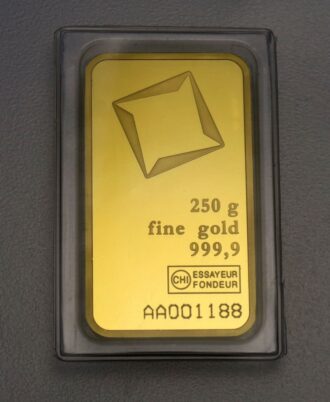 250 g
fine gold
999,9
CHI ESSAYEUR
FONDEUR
AA001188